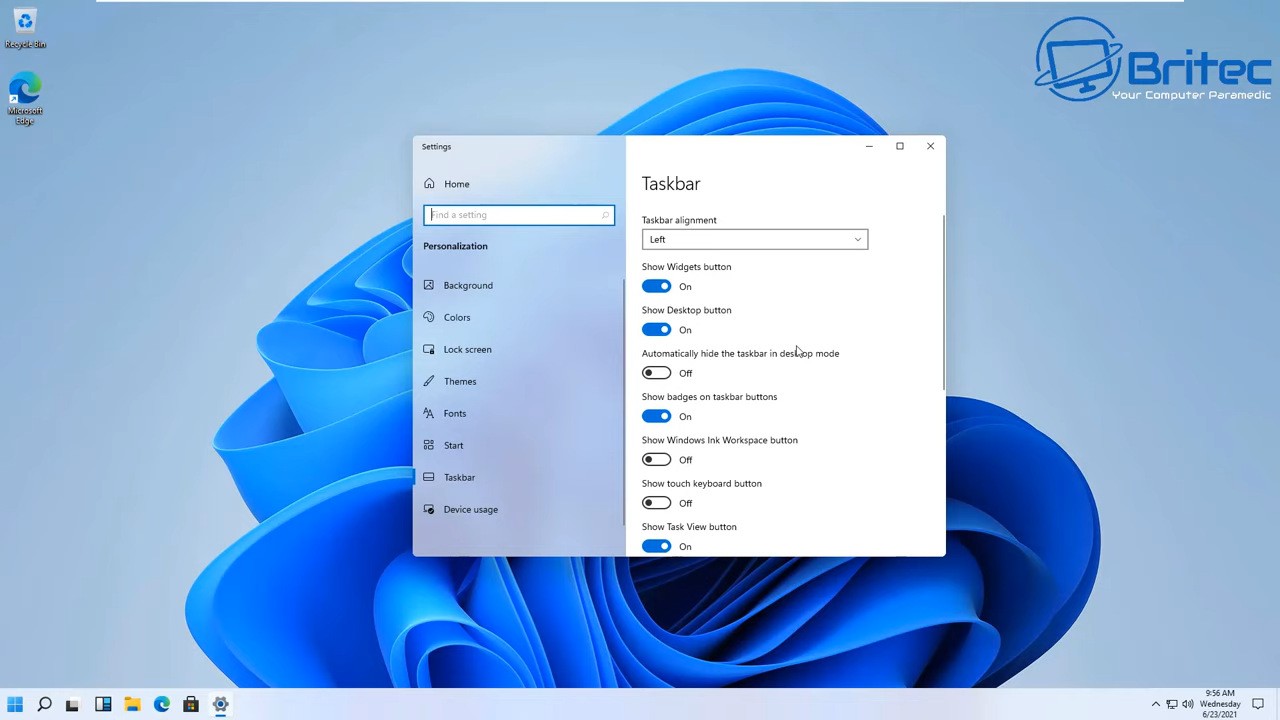 Recycle Bin
Microsoft
Edge
Britec
Your Computer Paramedic
Settings
Home
Find a setting
Personalization
Background
Colors
Lock screen
Themes
Fonts
Start
Taskbar
Device usage
Taskbar
Taskbar alignment
Left
Show Widgets button
On
Show Desktop button
On
Automatically hide the taskbar in desktop mode
Off
Show badges on taskbar buttons
On
Show Windows Ink Workspace button
Off
Show touch keyboard button
Off
Show Task View button
On
9:56 AM
Wednesday
6/23/2021